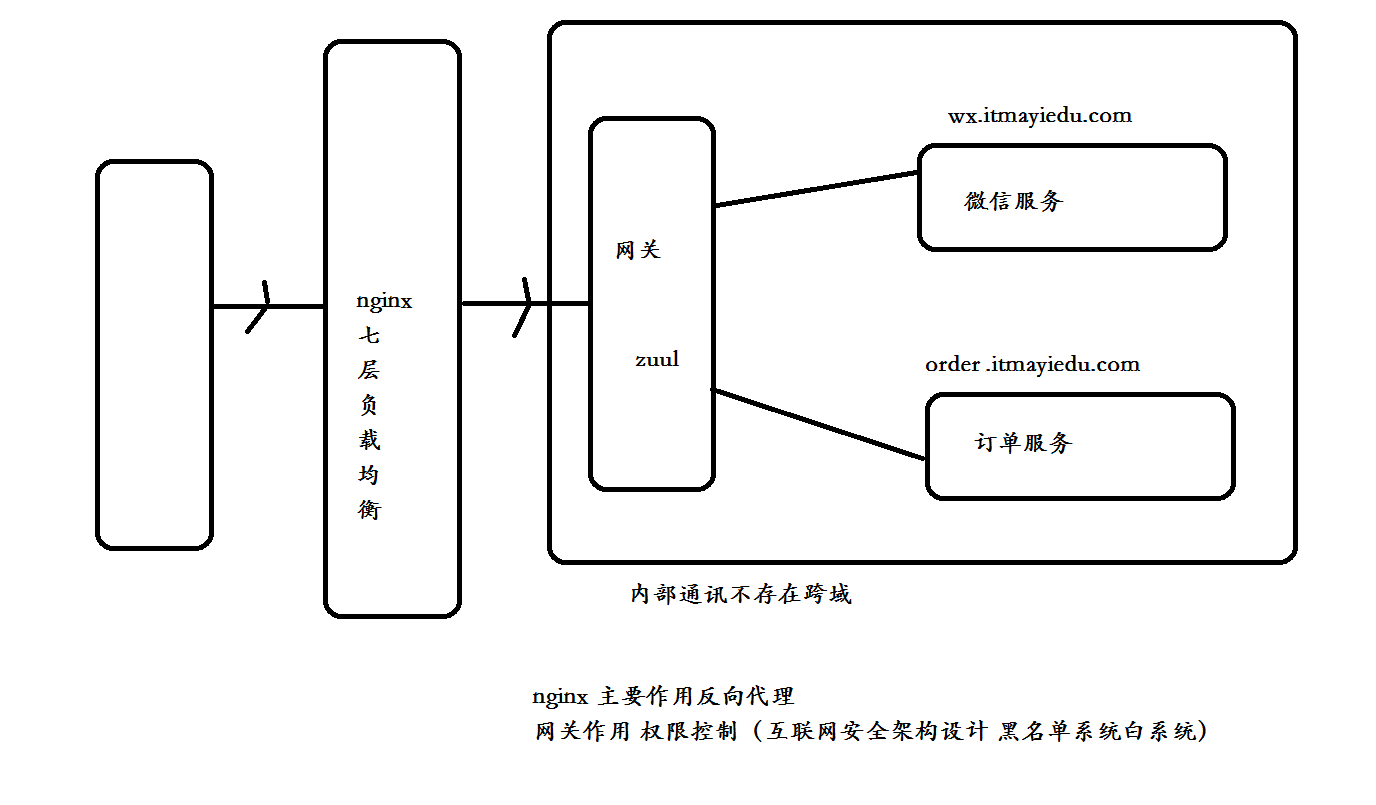 wx.itmayiedu.com
微信服务
网关
zuul
nginx
七
层
负
载
均
衡
order .itmayiedu.com
订单服务
内部通讯不存在跨域
nginx 主要作用反向代理
网关作用 权限控制（互联网安全架构设计 黑名单系统白系统）